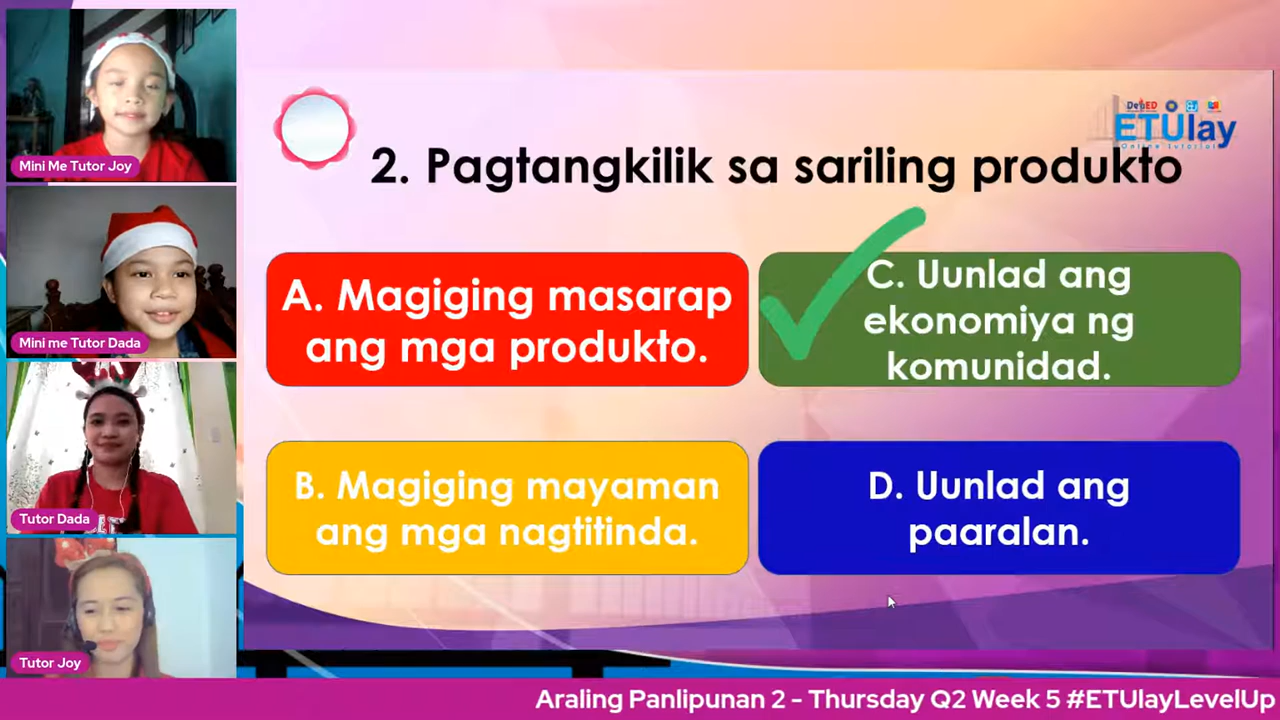 Mini Me Tutor Joy
Mini me Tutor Dada
Tutor Dada
Tutor Joy
DepED
ETUlay
Online Tutorial
2. Pagtangkilik sa sariling produkto
A. Magiging masarap
ang mga produkto.
C. Uunlad ang
ekonomiya ng
komunidad.
B. Magiging mayaman
ang mga nagtitinda.
D. Uunlad ang
paaralan.
Araling Panlipunan 2 - Thursday Q2 Week 5 #ETUlayLevelUp